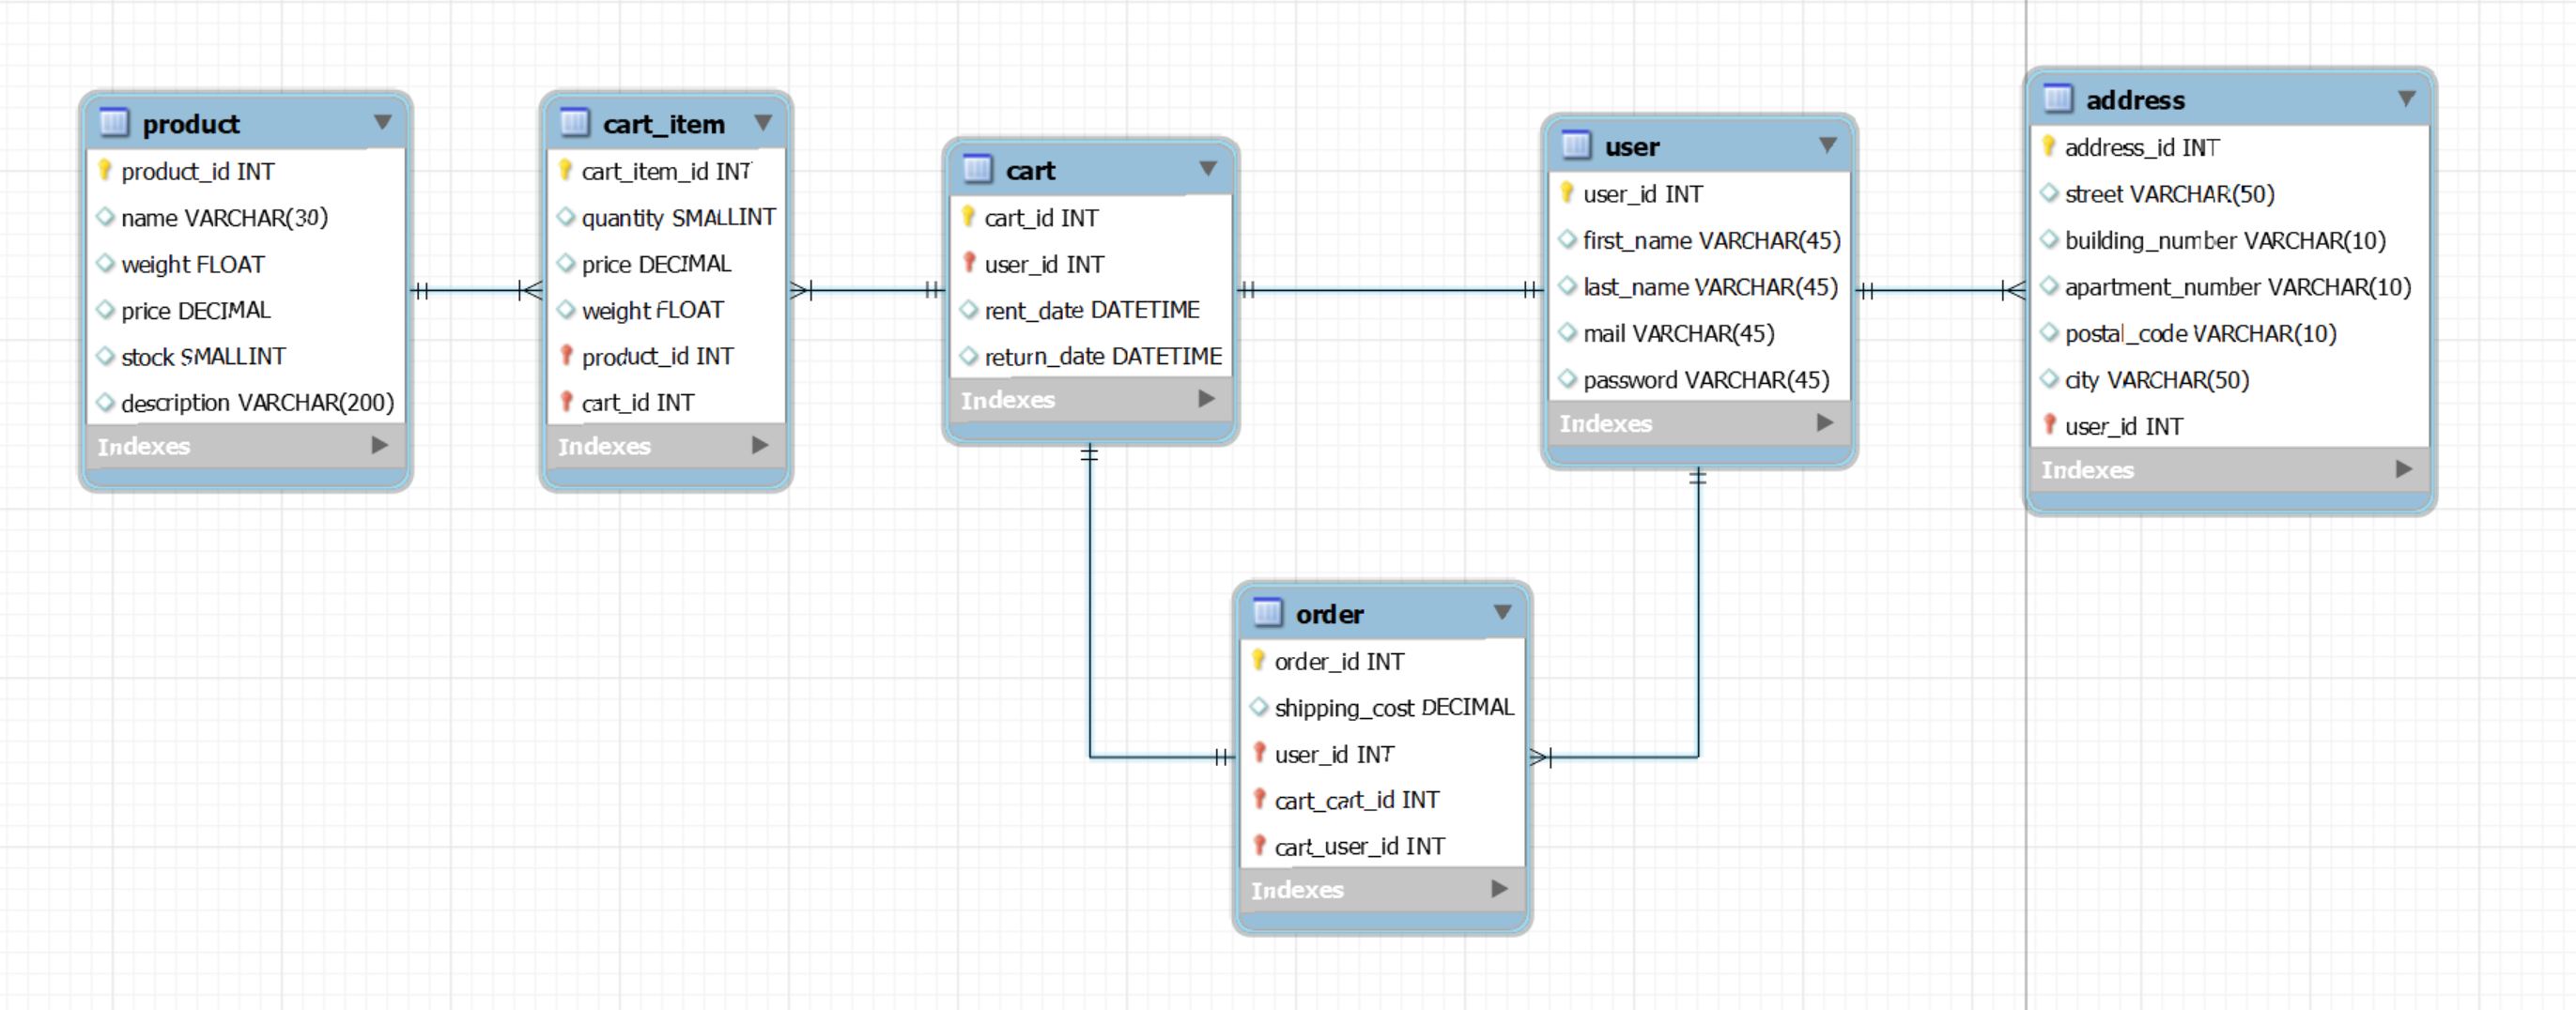 product
product_id INT
name VARCHAR(30)
weight FLOAT
price DECIMAL
stock SMALLINT
description VARCHAR(200)
Indexes
cart_item
cart_item_id INT
quantity SMALLINT
price DECIMAL
weight FLOAT
product_id INT
cart_id INT
Indexes
cart
cart_id INT
user_id INT
rent_date DATETIME
return_date DATETIME
Indexes
user
user_id INT
first_name VARCHAR(45)
last_name VARCHAR(45)
mail VARCHAR(45)
password VARCHAR(45)
Indexes
address
address_id INT
street VARCHAR(50)
building_number VARCHAR(10)
apartment_number VARCHAR(10)
postal_code VARCHAR(10)
city VARCHAR(50)
user_id INT
Indexes
order
order_id INT
shipping_cost DECIMAL
user_id INT
cart_cart_id INT
cart_user_id INT
Indexes